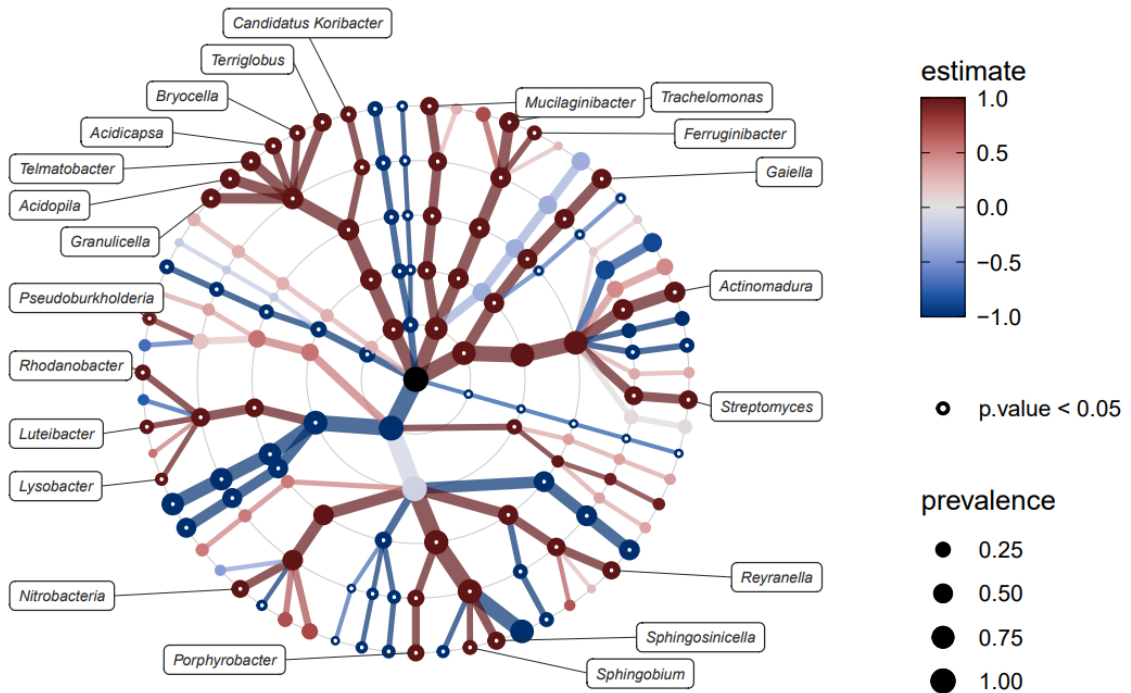 Candidatus Koribacter
Terriglobus
Bryocella
Acidicapsa
Telmatobacter
Acidopila
Granulicella
Pseudoburkholderia
Rhodanobacter
Luteibacter
Lysobacter
Nitrobacteria
Porphyrobacter
Sphingobium
Sphingosinicella
Reyranella
Streptomyces
Actinomadura
Gaiella
Ferruginibacter
Trachelomonas
Mucilaginibacter
estimate
1.0
0.5
0.0
−0.5
−1.0
p.value < 0.05
prevalence
0.25
0.50
0.75
1.00